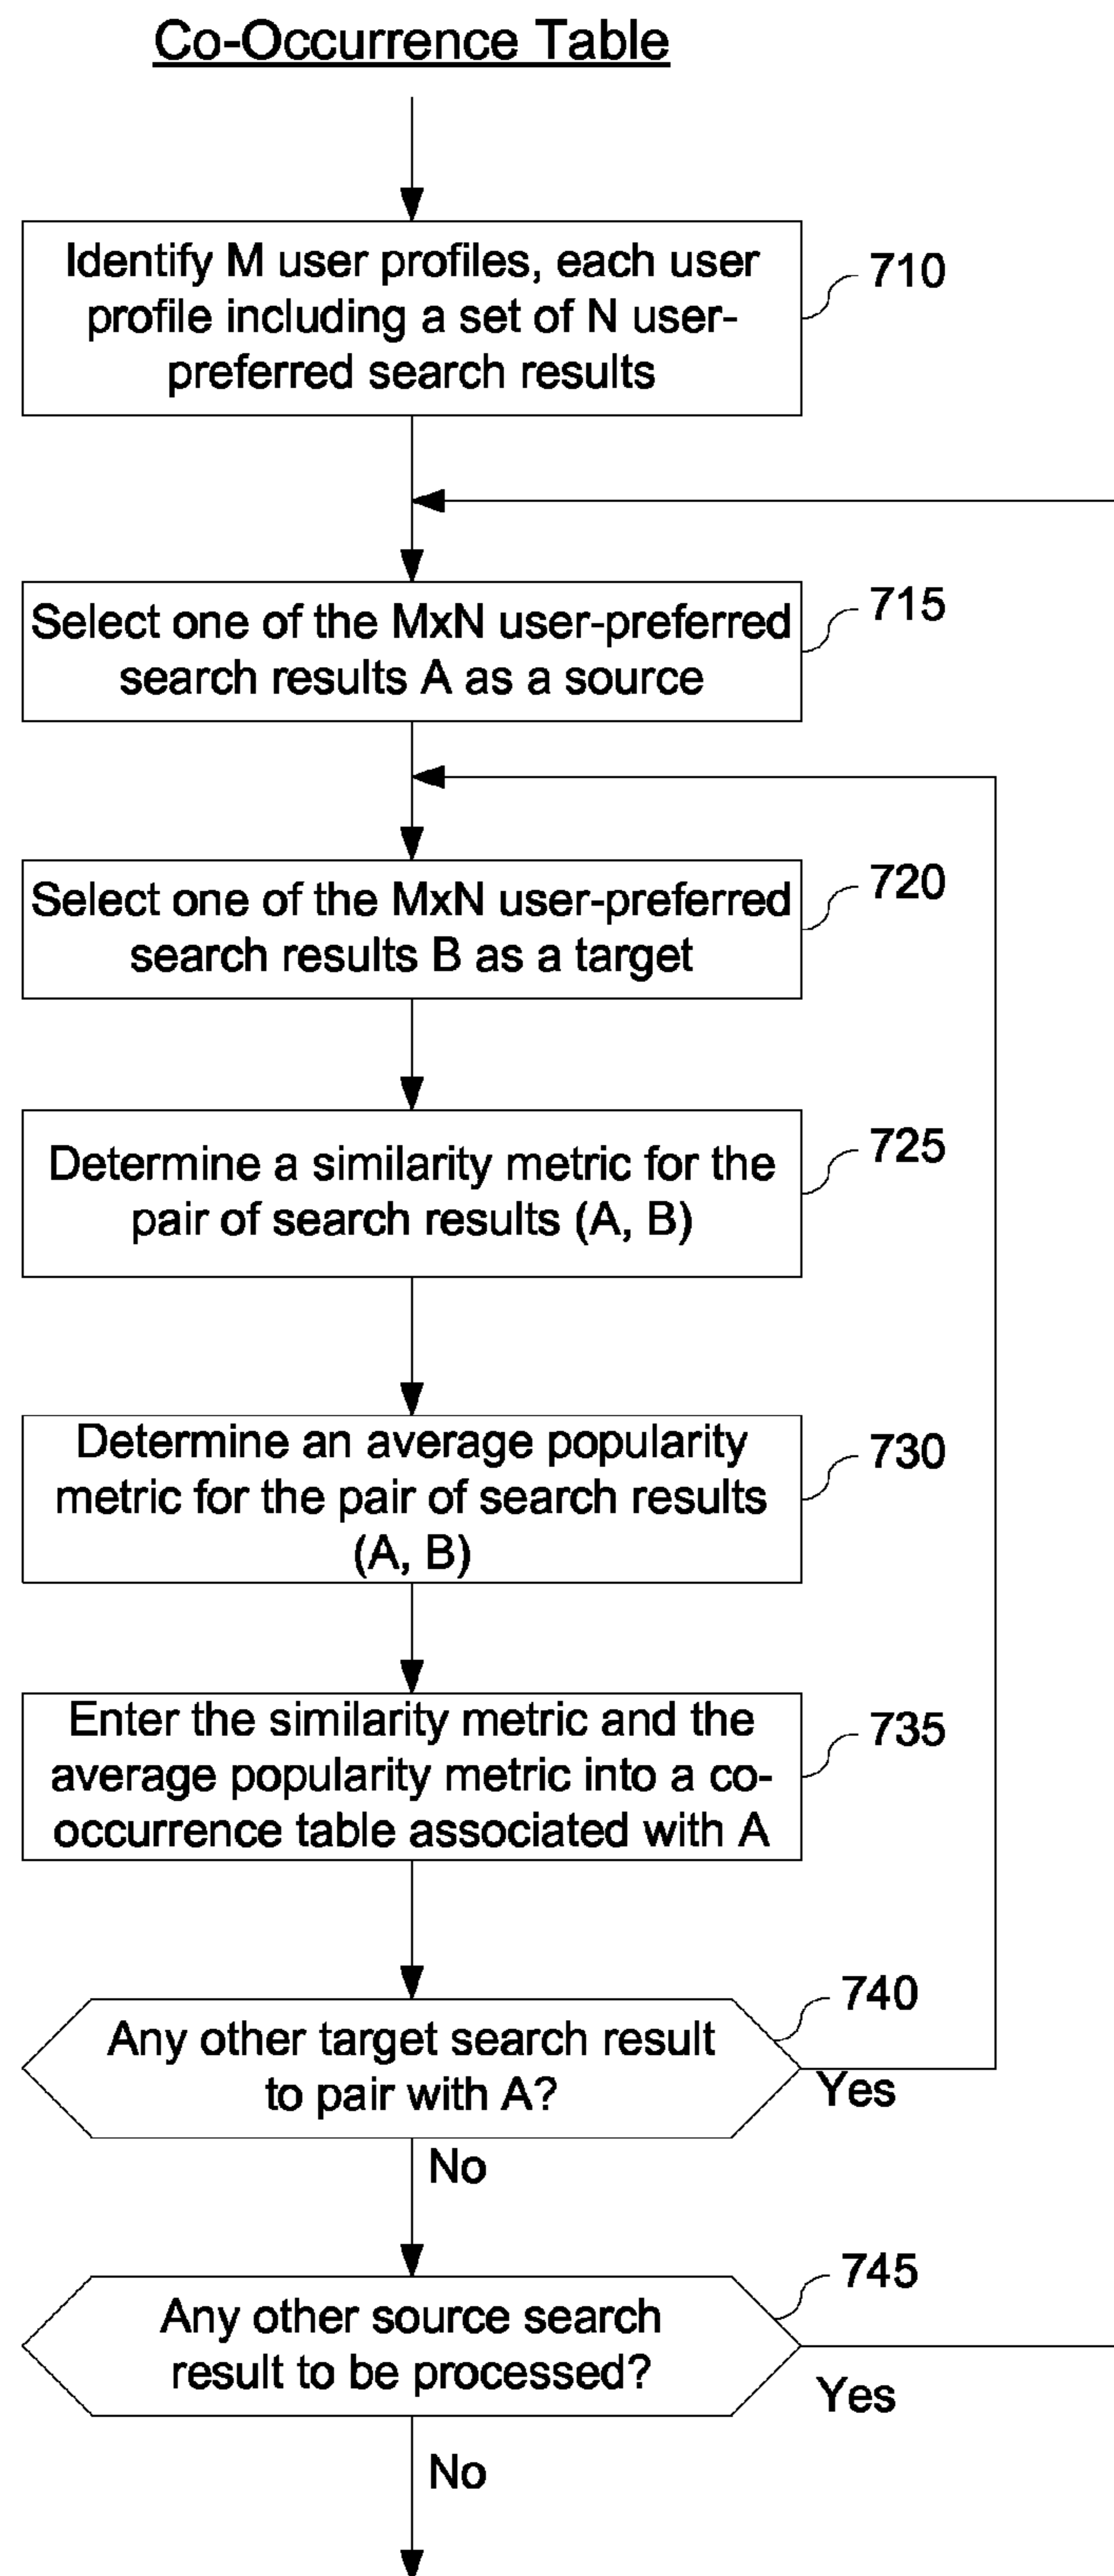 Co-Occurrence Table
Identify M user profiles, each user
profile including a set of N user-
preferred search results
710
Select one of the MxN user-preferred
search results A as a source
715
Select one of the MxN user-preferred
search results B as a target
720
Determine a similarity metric for the
pair of search results (A, B)
725
Determine an average popularity
metric for the pair of search results
(A, B)
730
Enter the similarity metric and the
average popularity metric into a co-
occurrence table associated with A
735
Any other target search result
to pair with A?
740
Yes
No
Any other source search
result to be processed?
745
Yes
No